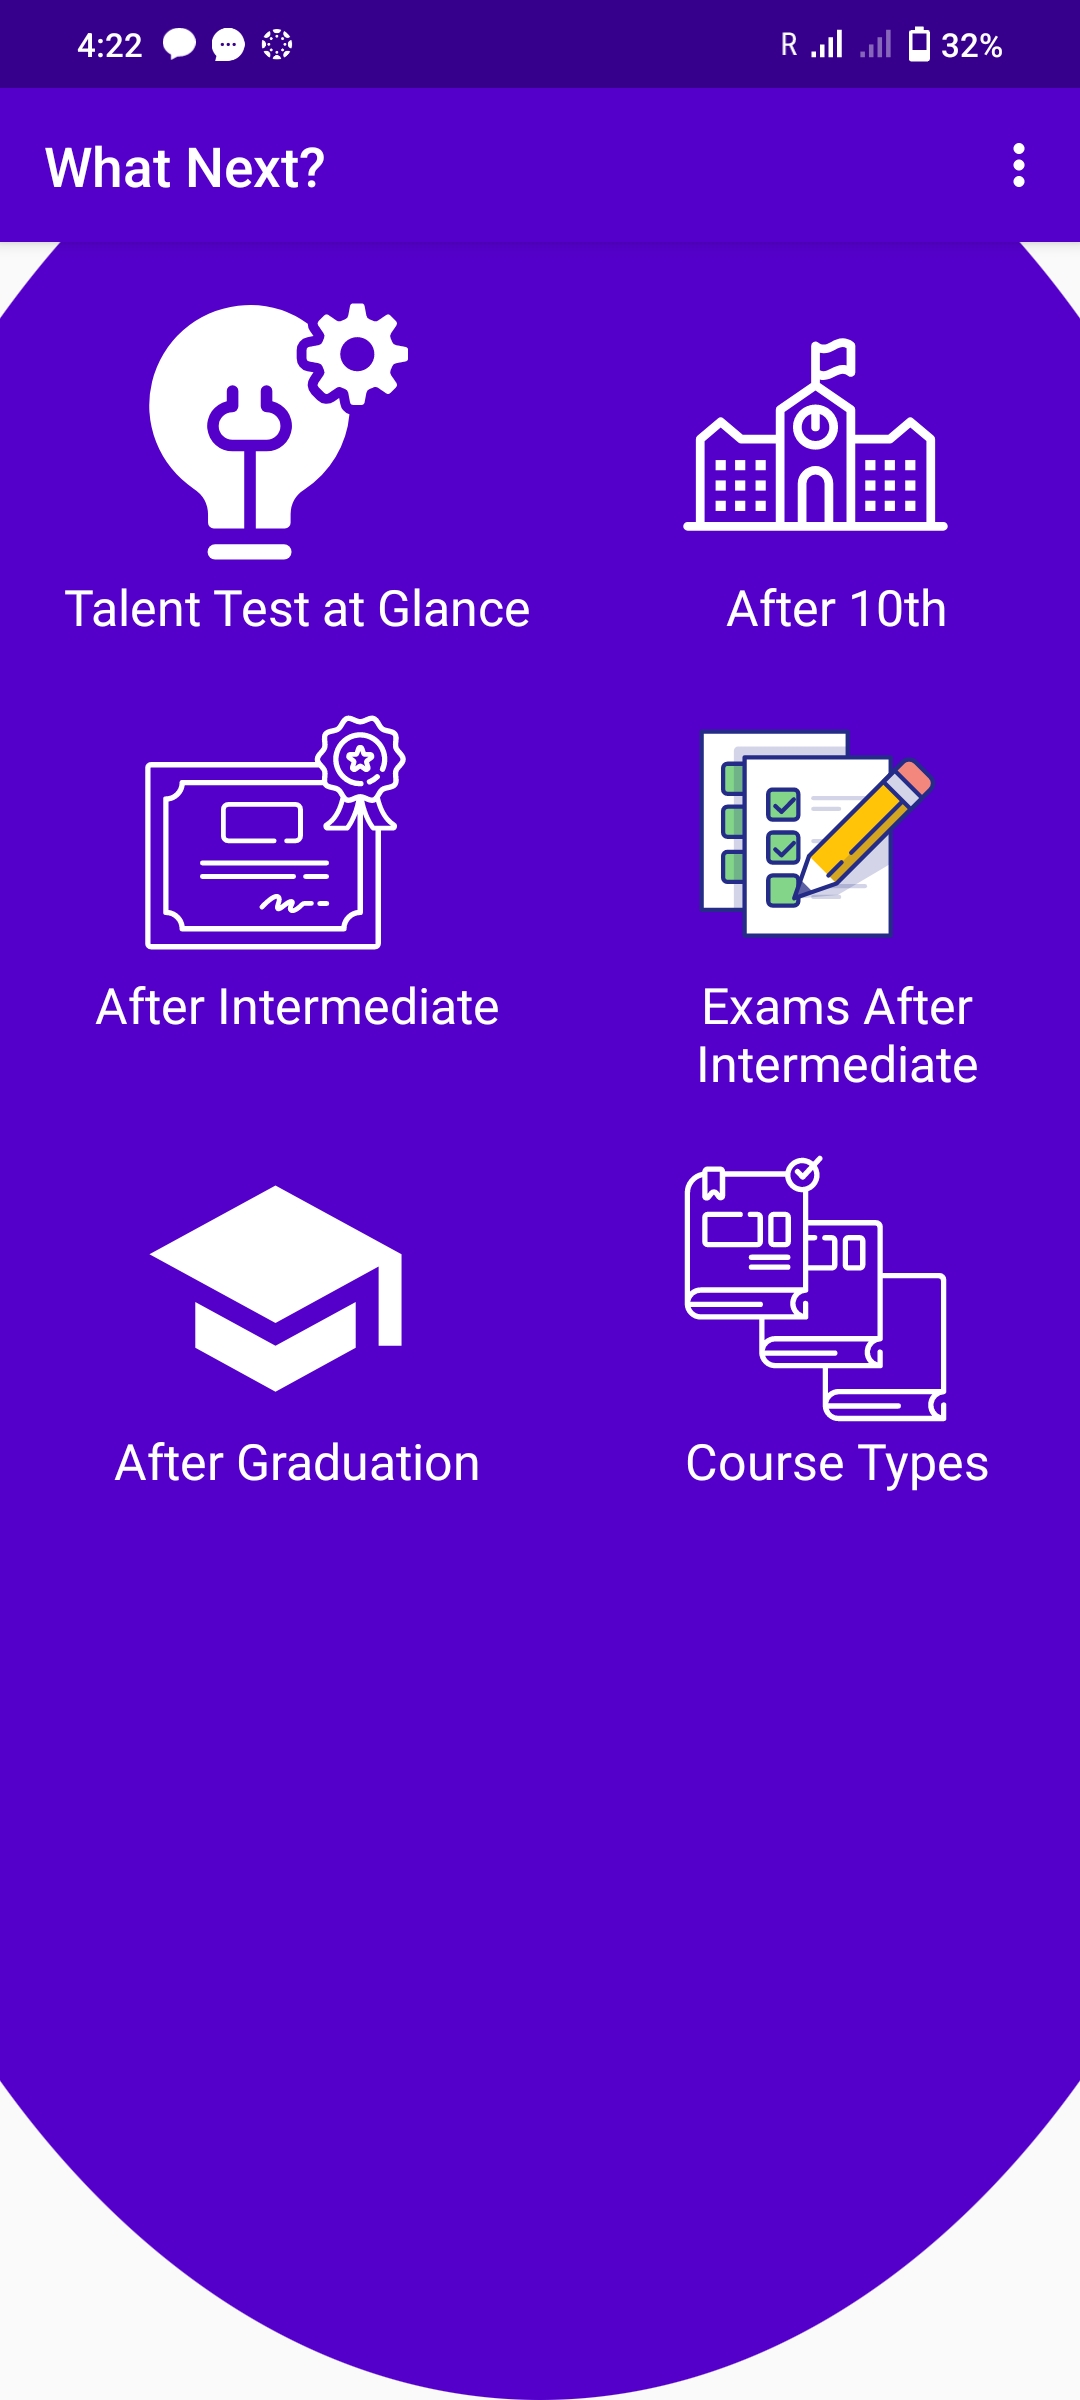 4:22 R 32%
What Next?
Talent Test at Glance
After 10th
After Intermediate
Exams After
Intermediate
After Graduation
Course Types